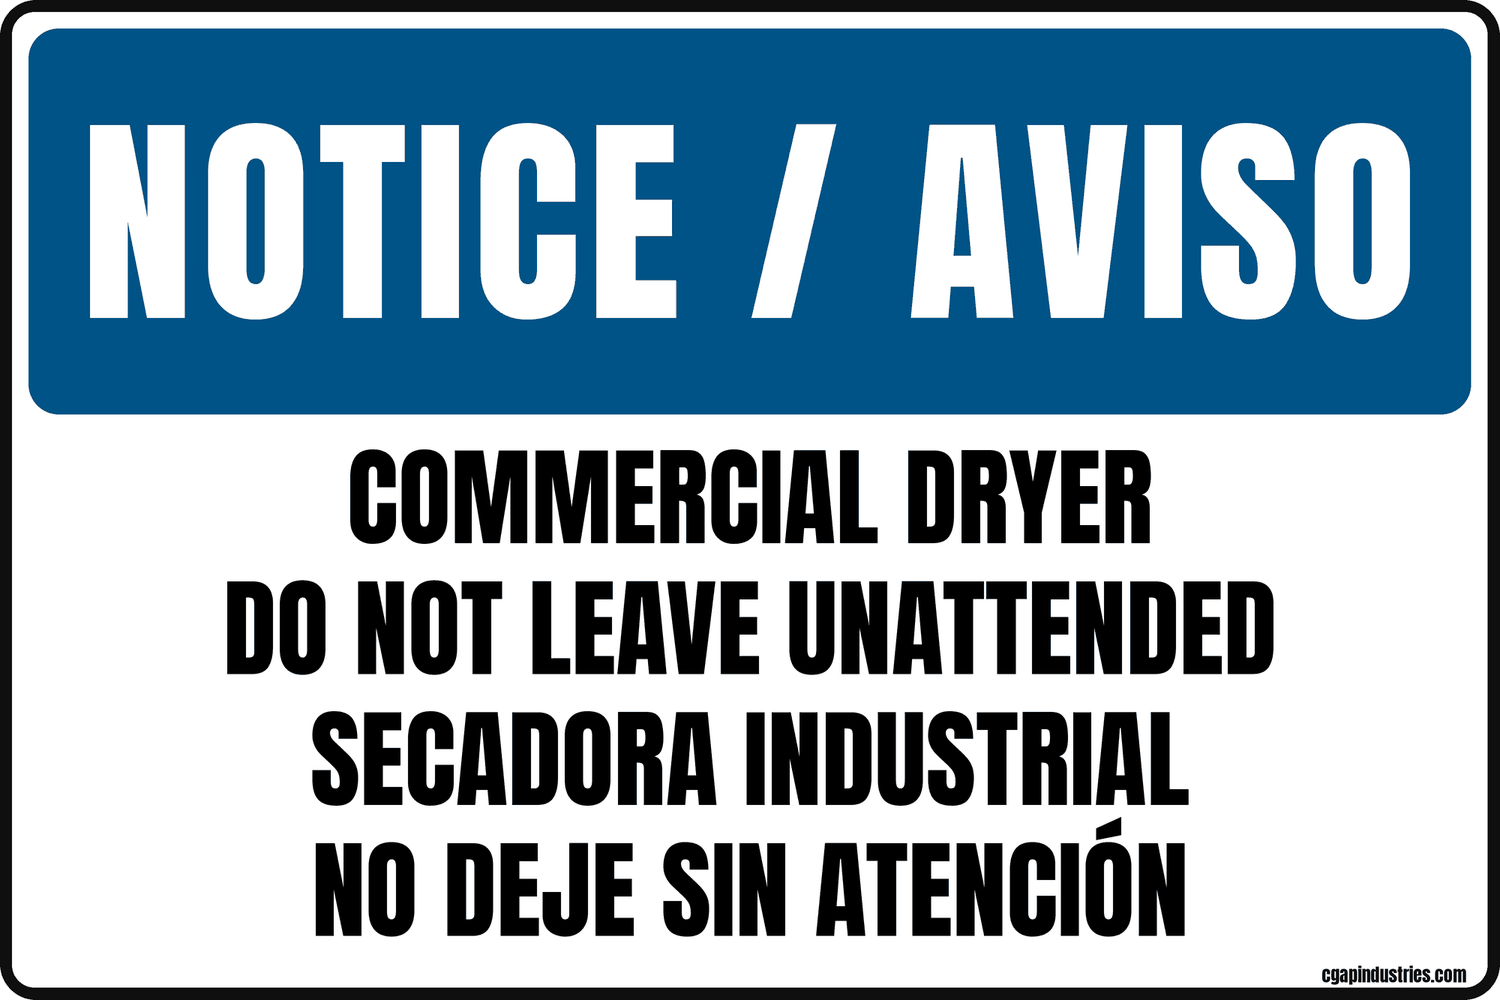 NOTICE / AVISO
COMMERCIAL DRYER
DO NOT LEAVE UNATTENDED
SECADORA INDUSTRIAL
NO DEJE SIN ATENCIÓN
cgapindustries.com